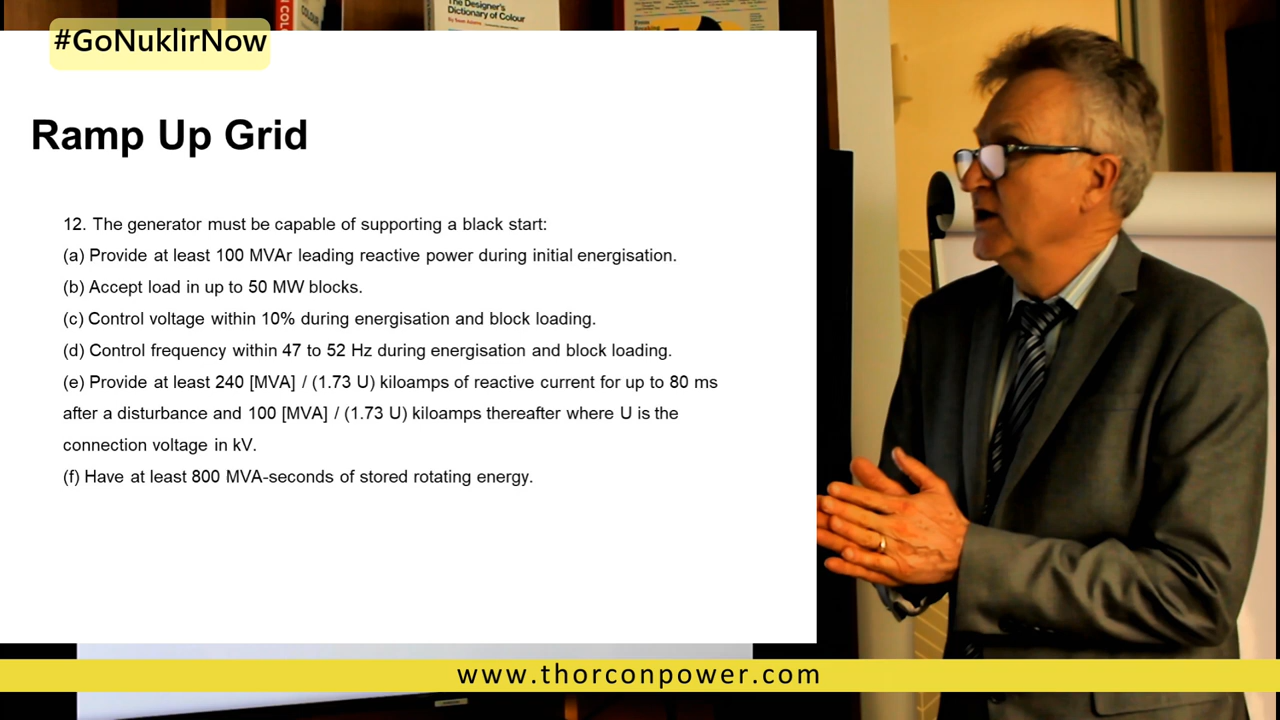 The Designer's
Dictionary of Colour
#GoNuklirNow
Ramp Up Grid
12. The generator must be capable of supporting a black start:
(a) Provide at least 100 MVAr leading reactive power during initial energisation.
(b) Accept load in up to 50 MW blocks.
(c) Control voltage within 10% during energisation and block loading.
(d) Control frequency within 47 to 52 Hz during energisation and block loading.
(e) Provide at least 240 [MVA] / (1.73 U) kiloamps of reactive current for up to 80 ms
after a disturbance and 100 [MVA] / (1.73 U) kiloamps thereafter where U is the
connection voltage in kV.
(f) Have at least 800 MVA-seconds of stored rotating energy.
www.thorconpower.com